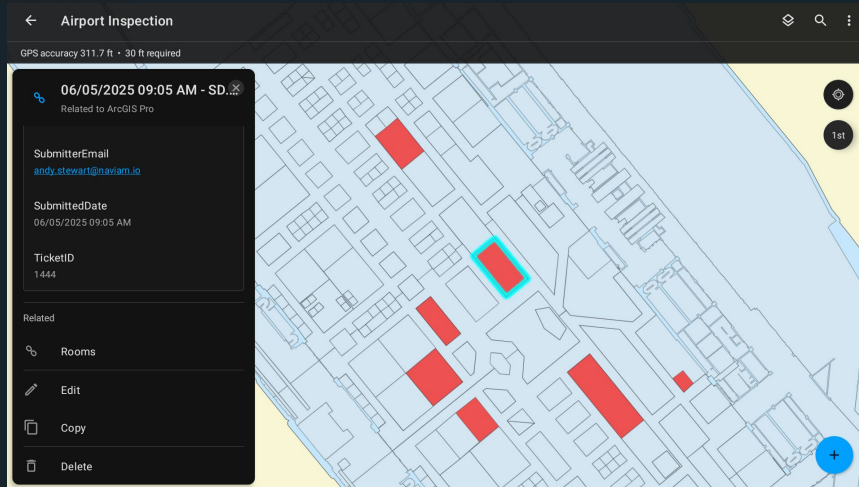 Airport Inspection
GPS accuracy 311.7 ft • 30 ft required
06/05/2025 09:05 AM - SD...
Related to ArcGIS Pro
SubmitterEmail
andy.stewart@naviam.io
SubmittedDate
06/05/2025 09:05 AM
TicketID
1444
Related
Rooms
Edit
Copy
Delete
1st